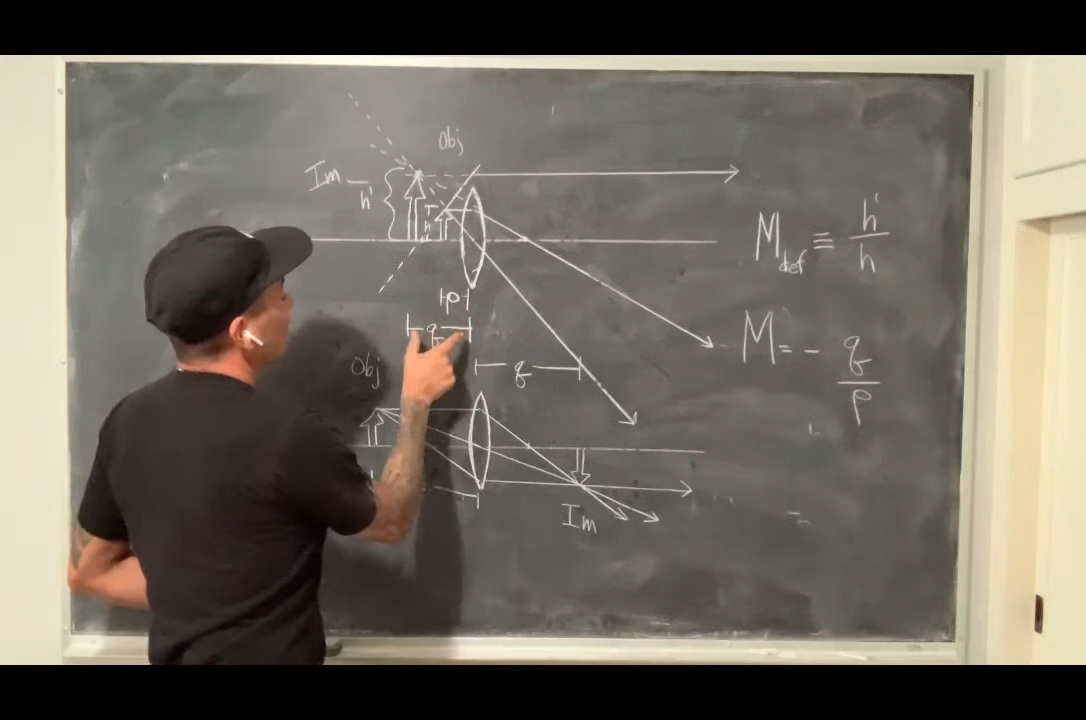 Obj
Im
h'
h
p
q
Obj
q
Im
M def ≡ h' / h
M = - q / p